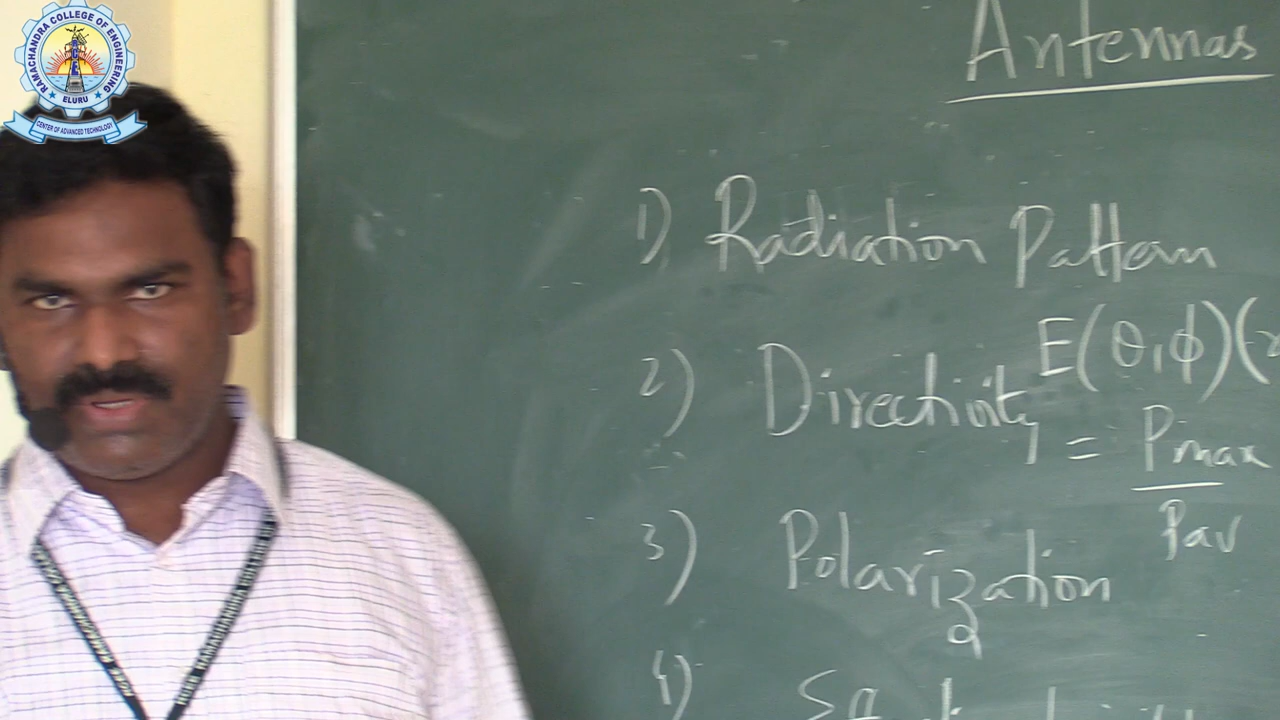 RAMACHANDRA COLLEGE OF ENGINEERING
ELURU
CENTER OF ADVANCED TECHNOLOGY
Antennas
1) Radiation Pattern
E(θ,φ)(
2) Directivity = Pmax
Pav
3) Polarization
4)